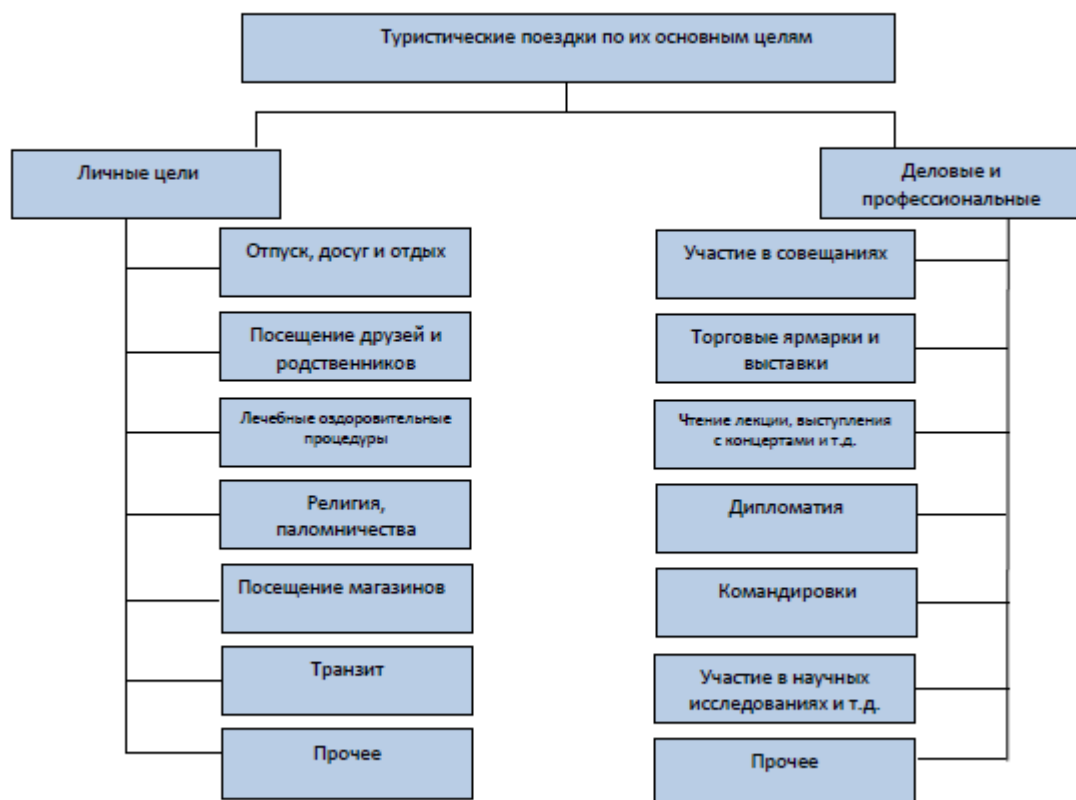 Туристические поездки по их основным целям
Личные цели
Отпуск, досуг и отдых
Посещение друзей и
родственников
Лечебные оздоровительные
процедуры
Религия,
паломничества
Посещение магазинов
Транзит
Прочее
Деловые и
профессиональные
Участие в совещаниях
Торговые ярмарки и
выставки
Чтение лекции, выступления
с концертами и т.д.
Дипломатия
Командировки
Участие в научных
исследованиях и т.д.
Прочее